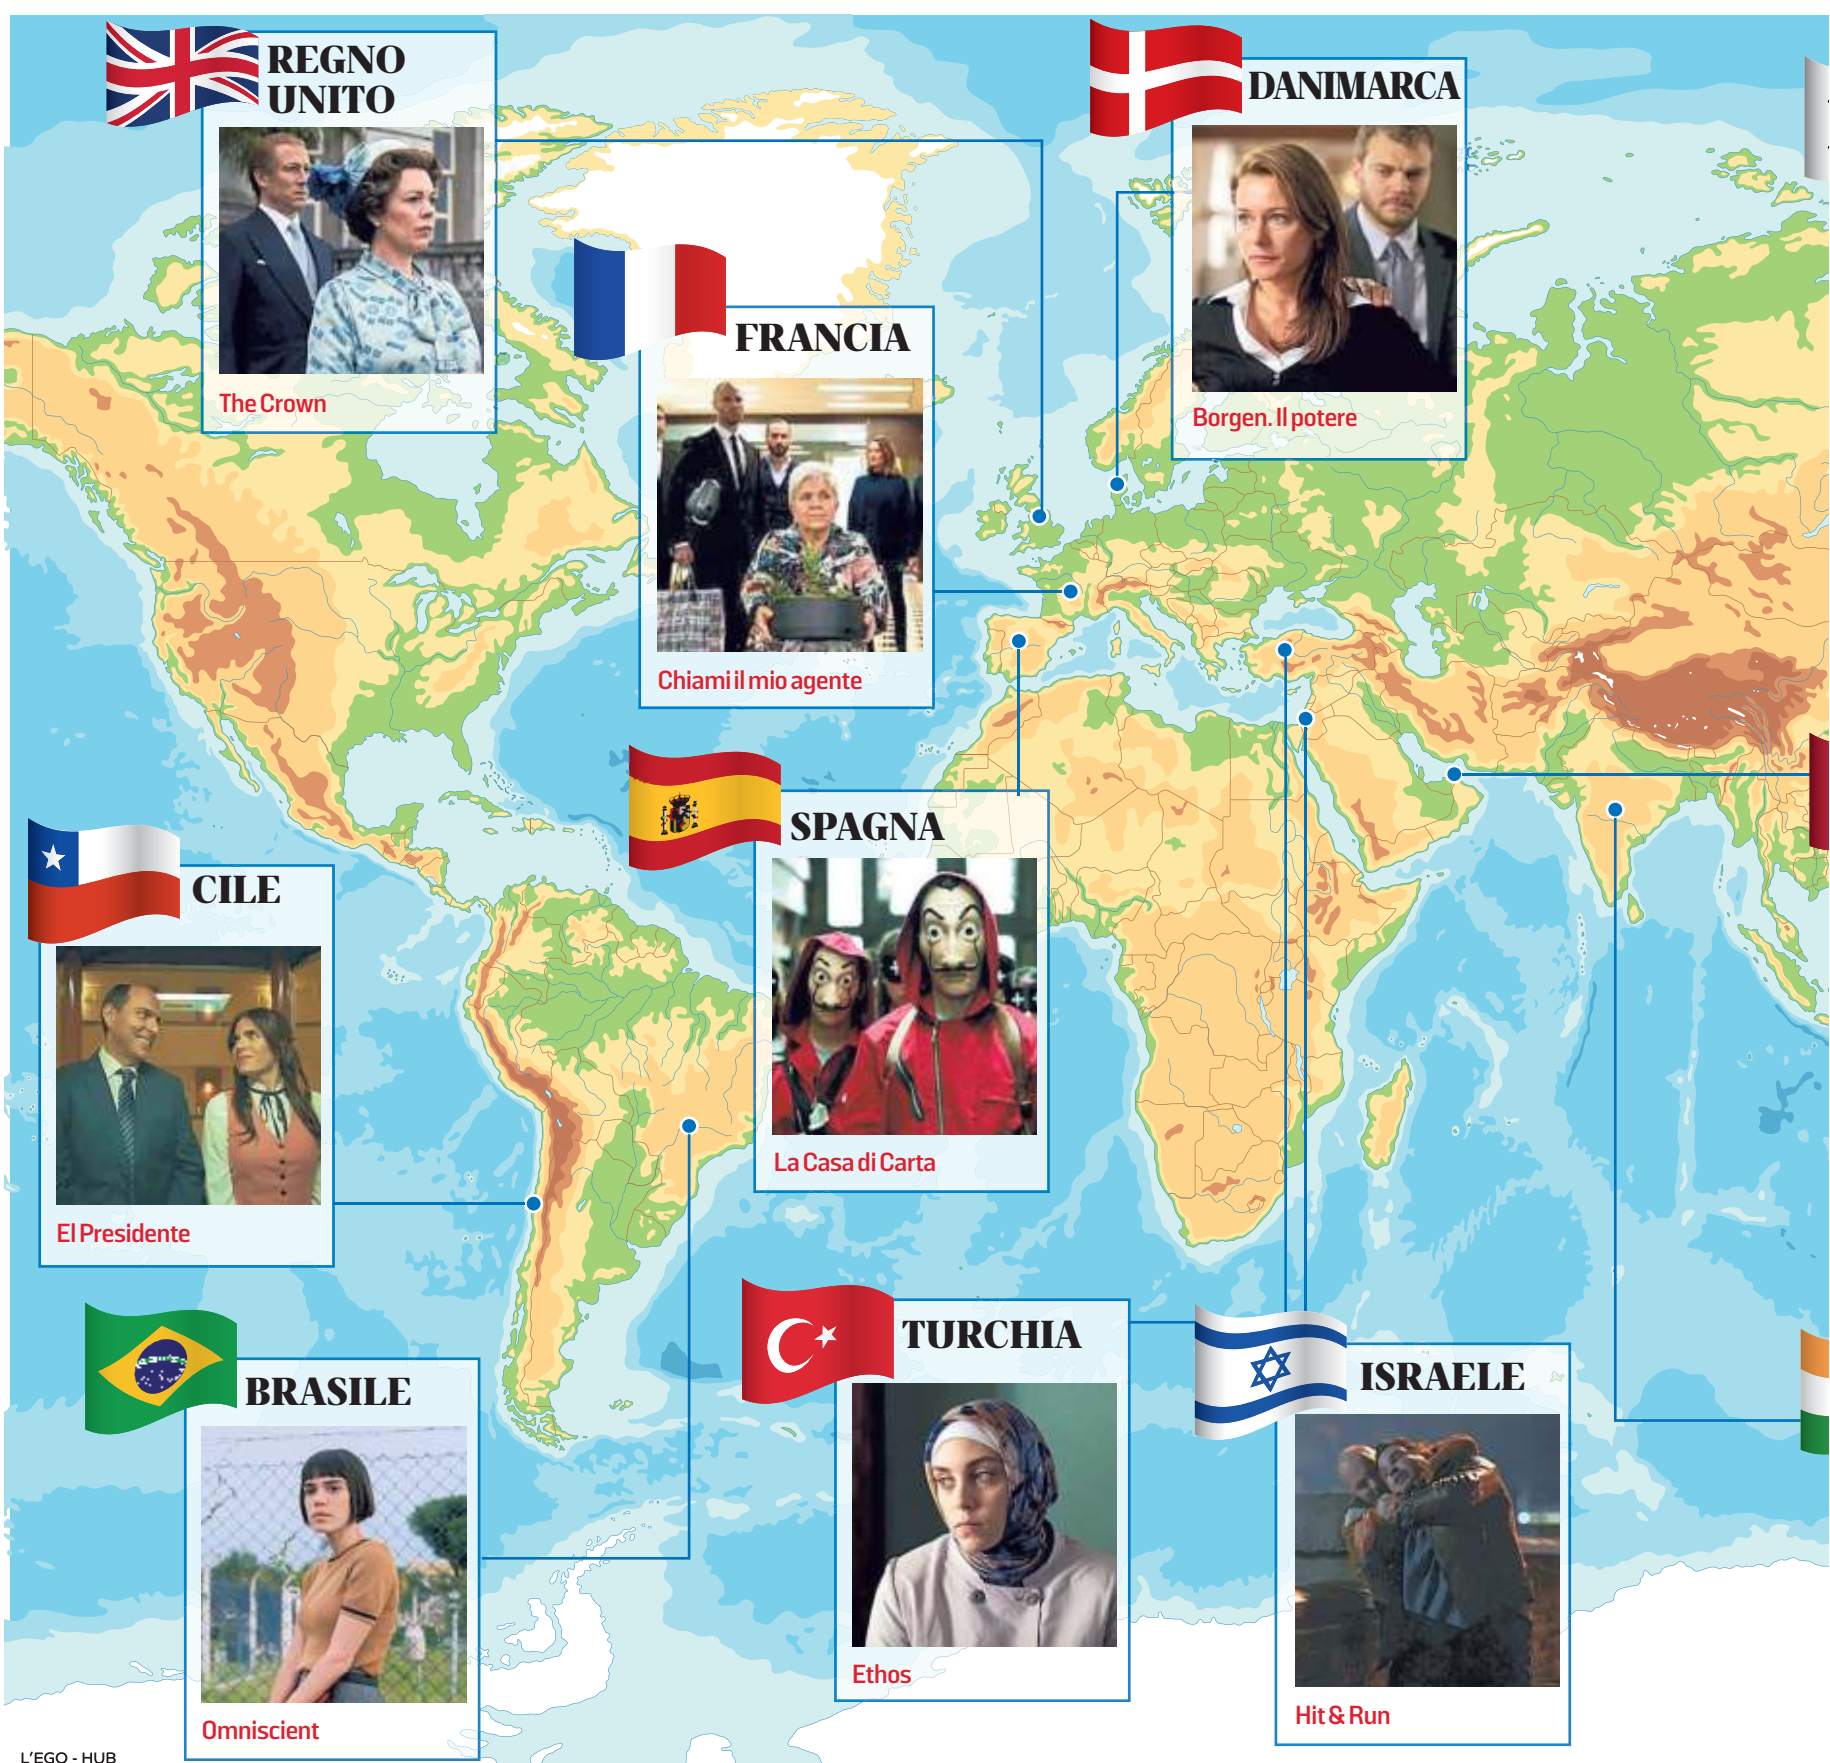 REGNO
UNITO
The Crown
DANIMARCA
Borgen. Il potere
FRANCIA
Chiami il mio agente
SPAGNA
La Casa di Carta
CILE
El Presidente
BRASILE
Omniscient
TURCHIA
Ethos
ISRAELE
Hit & Run
L'EGO - HUB